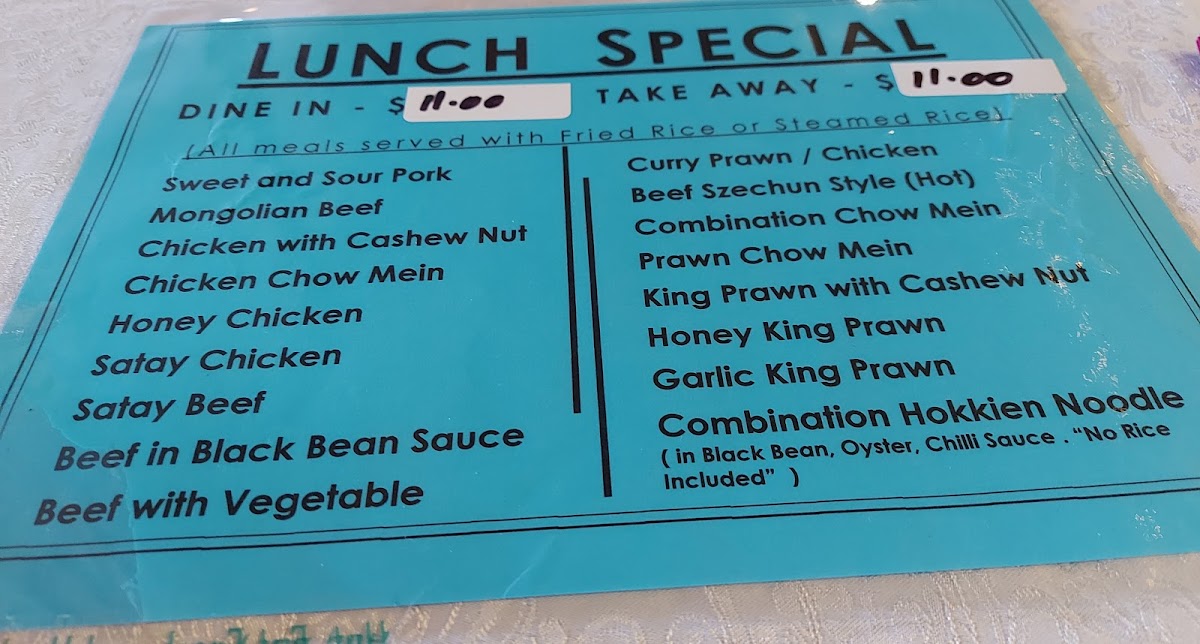 LUNCH SPECIAL
DINE IN - $ 11.00
TAKE AWAY - $ 11.00
(All meals served with Fried Rice or Steamed Rice)
Sweet and Sour Pork
Mongolian Beef
Chicken with Cashew Nut
Chicken Chow Mein
Honey Chicken
Satay Chicken
Satay Beef
Beef in Black Bean Sauce
Beef with Vegetable
Curry Prawn / Chicken
Beef Szechun Style (Hot)
Combination Chow Mein
Prawn Chow Mein
King Prawn with Cashew Nut
Honey King Prawn
Garlic King Prawn
Combination Hokkien Noodle
( in Black Bean, Oyster, Chilli Sauce . “No Rice
Included” )